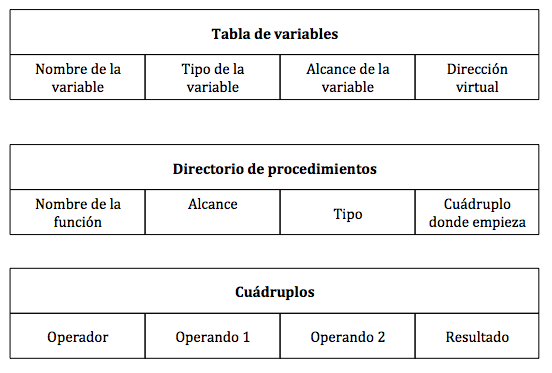 Tabla de variables
Nombre de la variable
Tipo de la variable
Alcance de la variable
Dirección virtual
Directorio de procedimientos
Nombre de la función
Alcance
Tipo
Cuádruplo donde empieza
Cuádruplos
Operador
Operando 1
Operando 2
Resultado